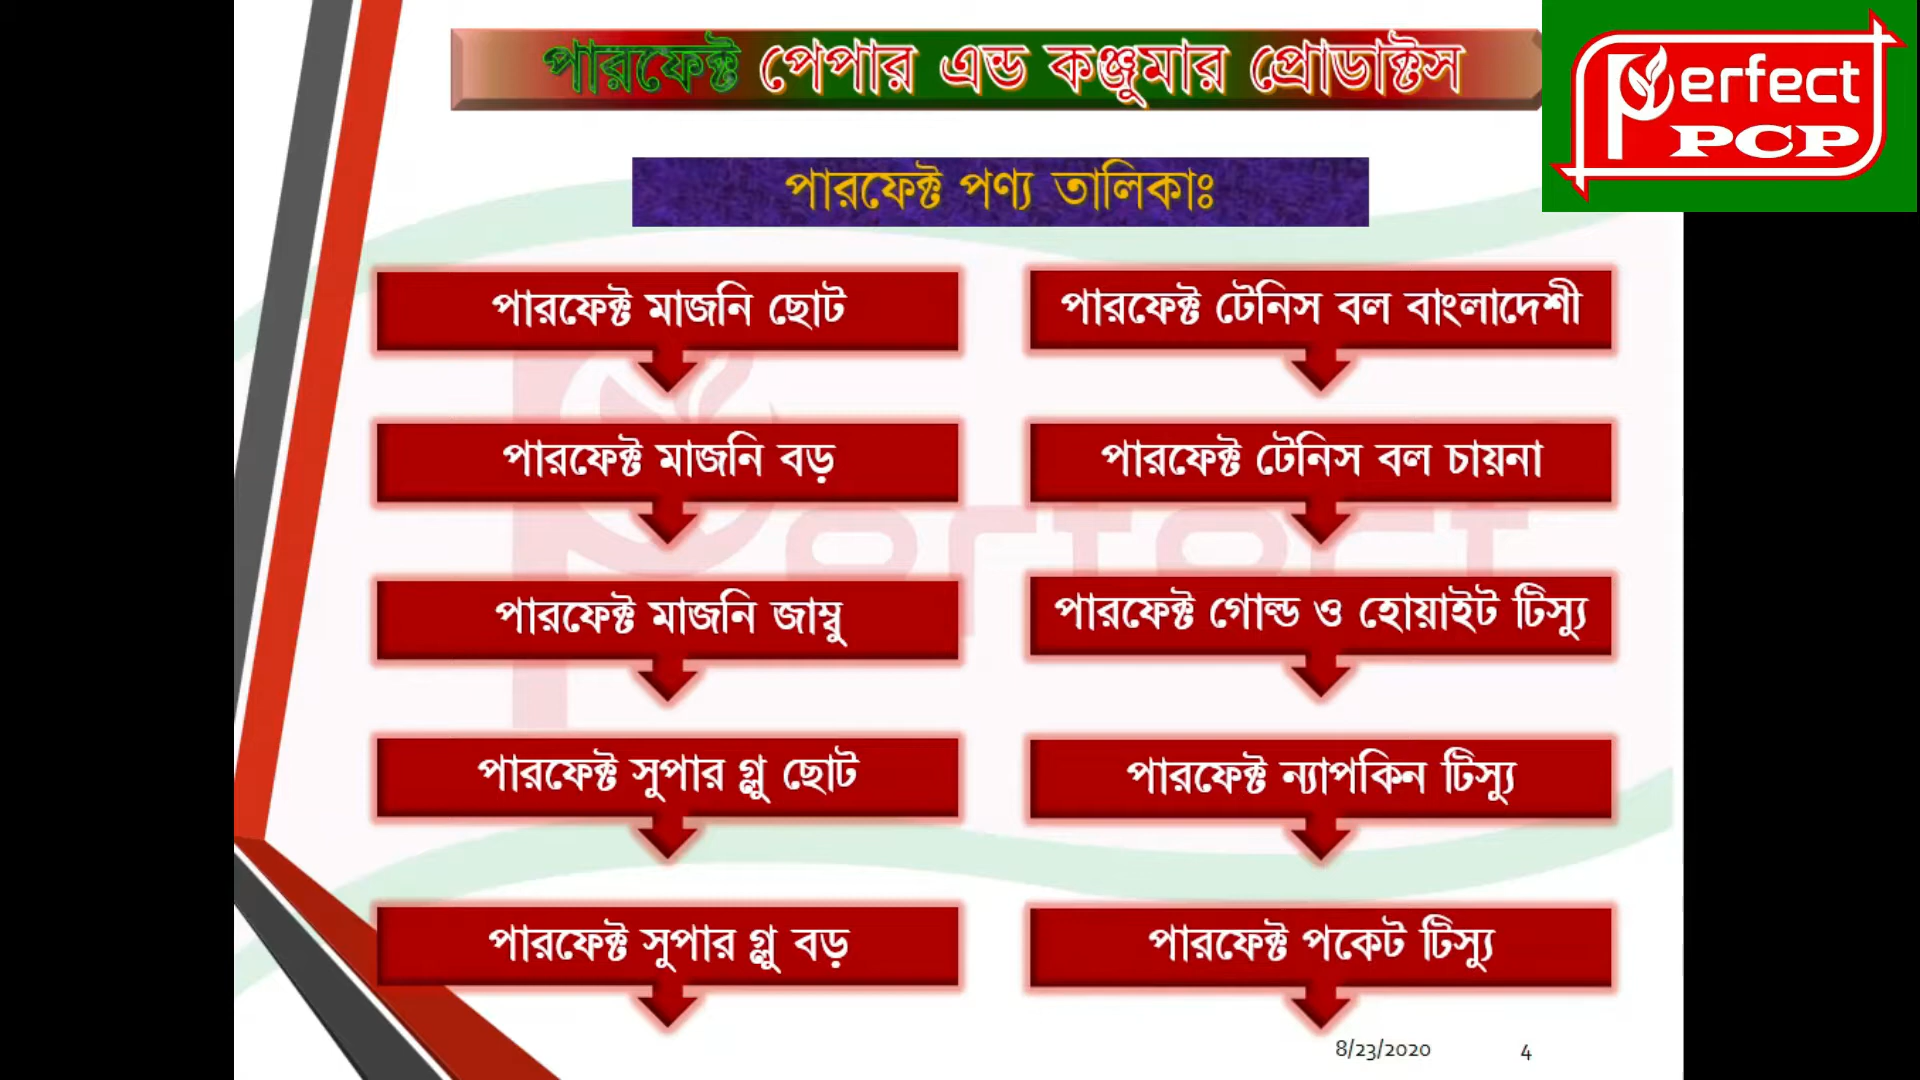 পারফেক্ট পেপার এন্ড কঞ্জুমার প্রোডাক্টস
Perfect
PCP
পারফেক্ট পণ্য তালিকাঃ
পারফেক্ট মাজনি ছোট
পারফেক্ট মাজনি বড়
পারফেক্ট মাজনি জাম্বু
পারফেক্ট সুপার গ্লু ছোট
পারফেক্ট সুপার গ্লু বড়
পারফেক্ট টেনিস বল বাংলাদেশী
পারফেক্ট টেনিস বল চায়না
পারফেক্ট গোল্ড ও হোয়াইট টিস্যু
পারফেক্ট ন্যাপকিন টিস্যু
পারফেক্ট পকেট টিস্যু
8/23/2020
4